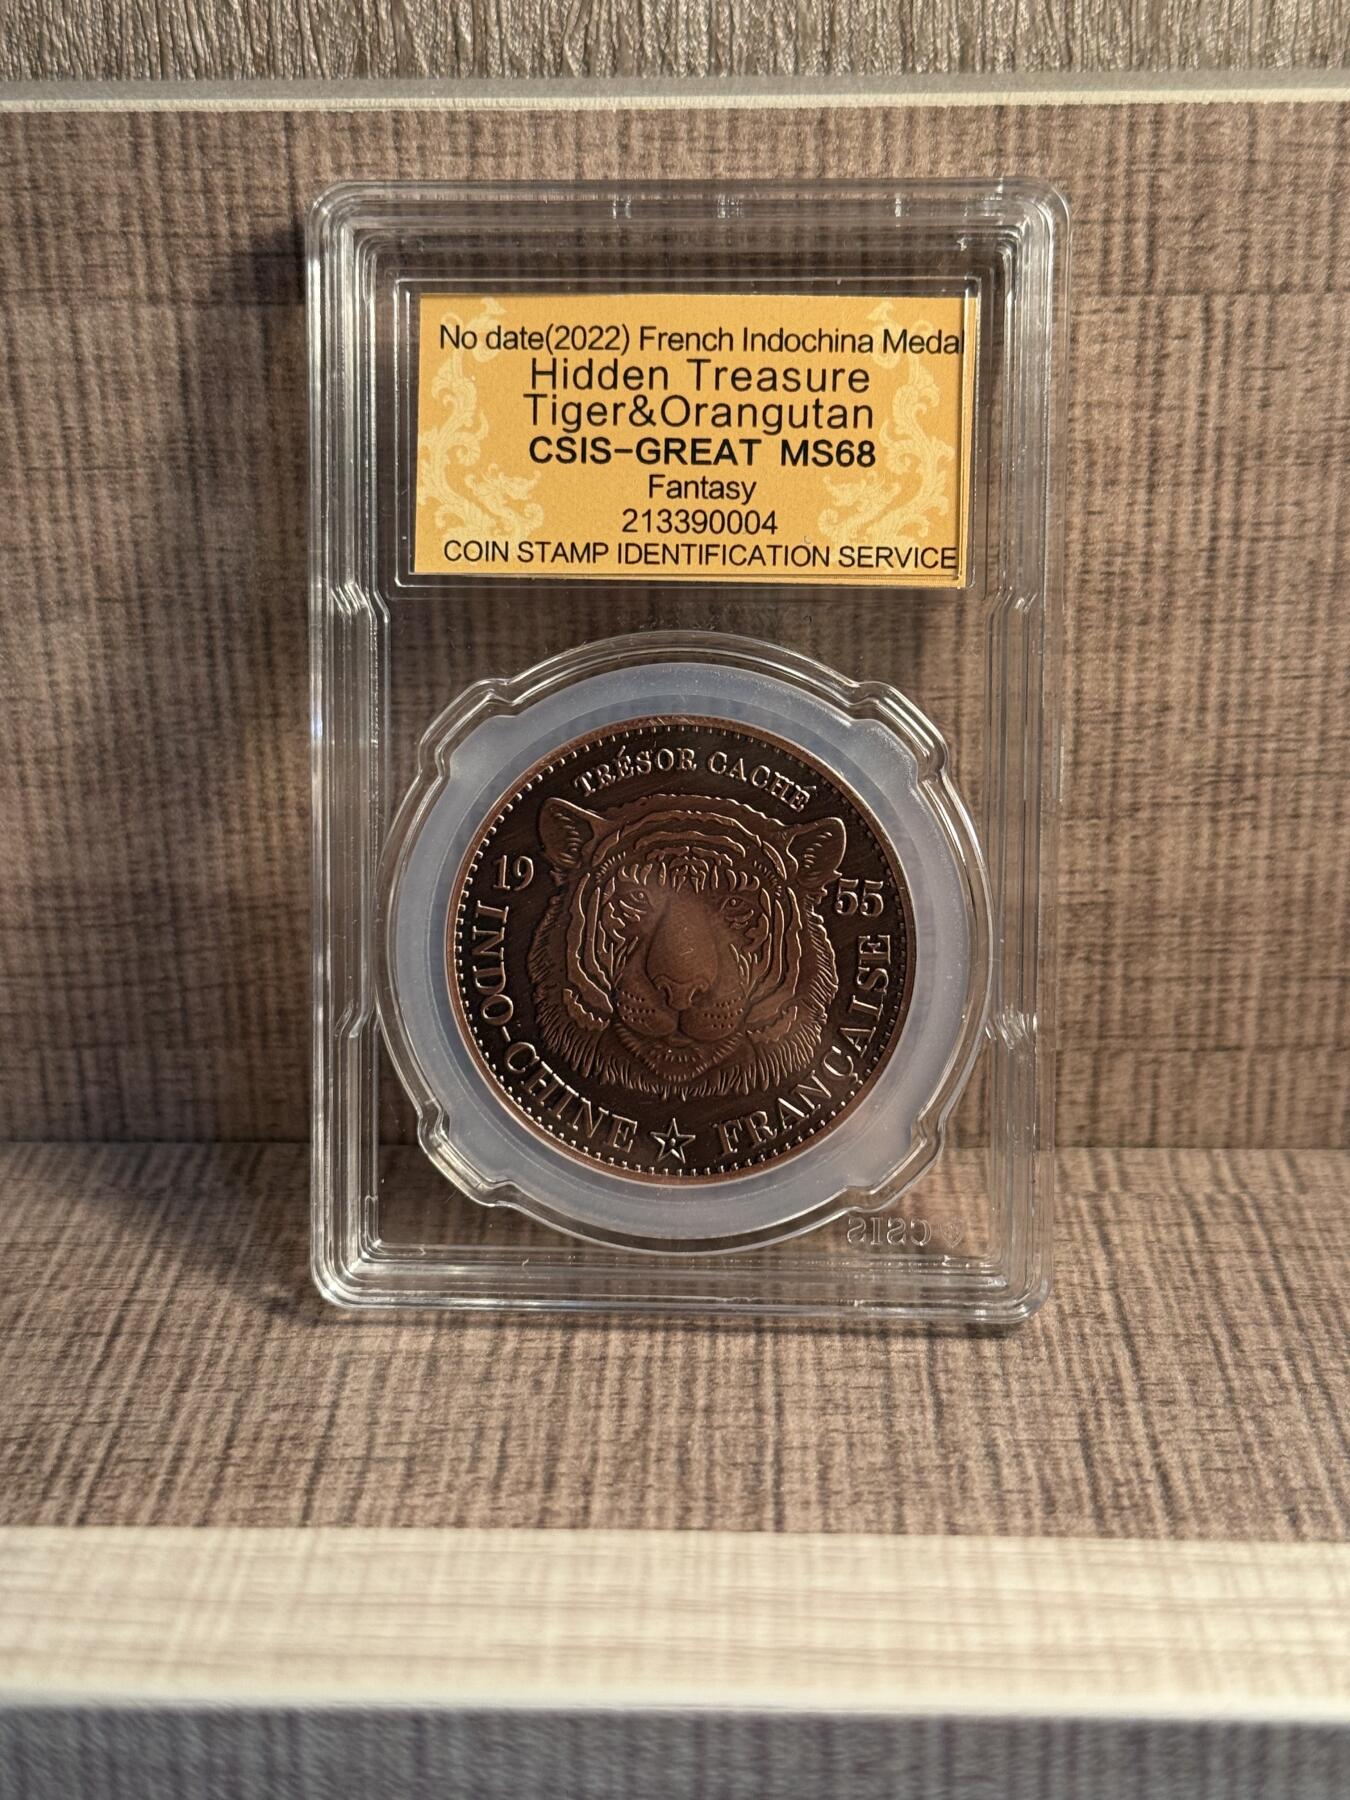 No date(2022) French Indochina Medal
Hidden Treasure
Tiger&Orangutan
CSIS-GREAT MS68
Fantasy
213390004
COIN STAMP IDENTIFICATION SERVICE
TRÉSOR CACHÉ
19 55
INDO-CHINE ★ FRANÇAISE
CSIS